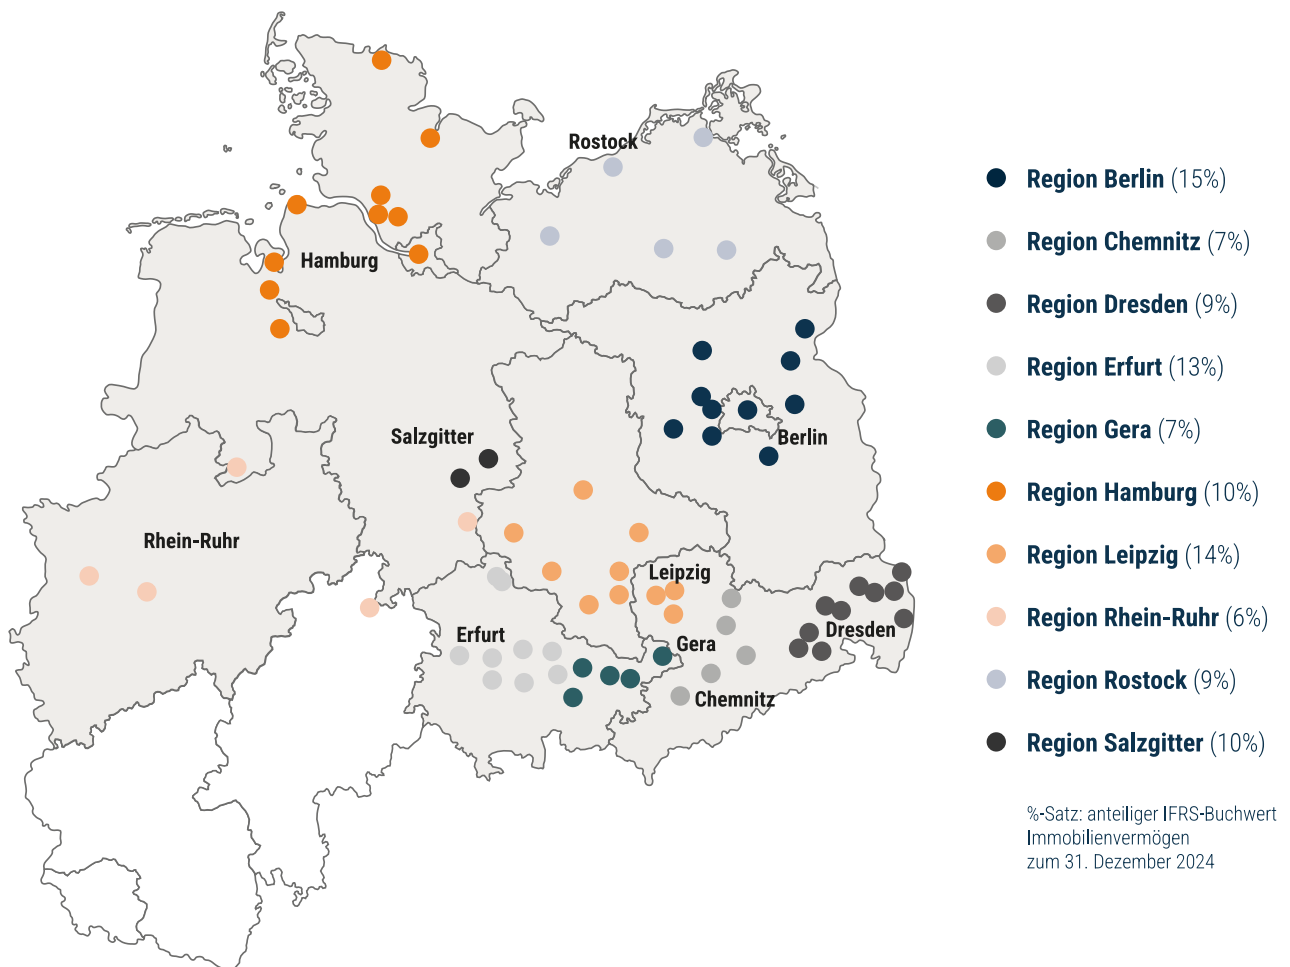 Rostock
Hamburg
Salzgitter
Berlin
Rhein-Ruhr
Leipzig
Erfurt
Gera
Dresden
Chemnitz
Region Berlin (15%)
Region Chemnitz (7%)
Region Dresden (9%)
Region Erfurt (13%)
Region Gera (7%)
Region Hamburg (10%)
Region Leipzig (14%)
Region Rhein-Ruhr (6%)
Region Rostock (9%)
Region Salzgitter (10%)
%-Satz: anteiliger IFRS-Buchwert
Immobilienvermögen
zum 31. Dezember 2024